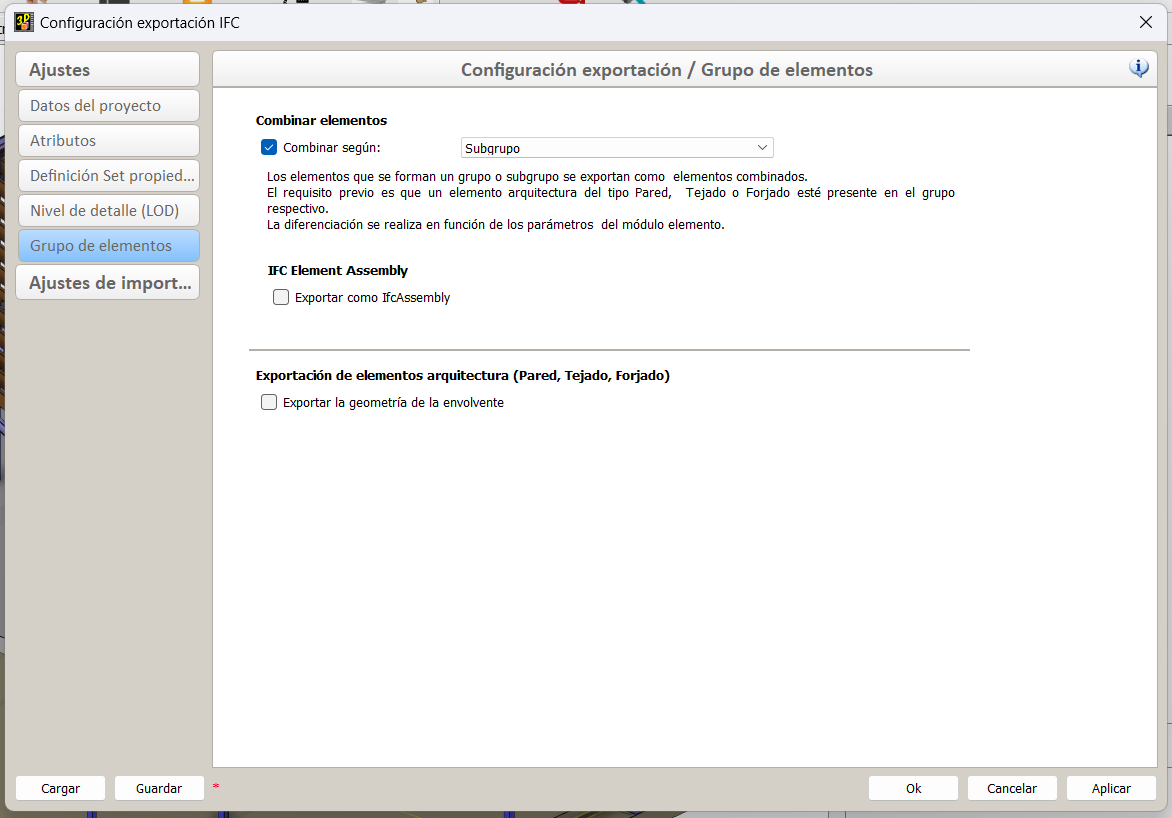 Configuración exportación IFC
Ajustes
Datos del proyecto
Atributos
Definición Set propied...
Nivel de detalle (LOD)
Grupo de elementos
Ajustes de import...
Configuración exportación / Grupo de elementos
Combinar elementos
Combinar según:
Subgrupo
Los elementos que se forman un grupo o subgrupo se exportan como elementos combinados.
El requisito previo es que un elemento arquitectura del tipo Pared, Tejado o Forjado esté presente en el grupo
respectivo.
La diferenciación se realiza en función de los parámetros del módulo elemento.
IFC Element Assembly
Exportar como IfcAssembly
Exportación de elementos arquitectura (Pared, Tejado, Forjado)
Exportar la geometría de la envolvente
Cargar
Guardar
*
Ok
Cancelar
Aplicar